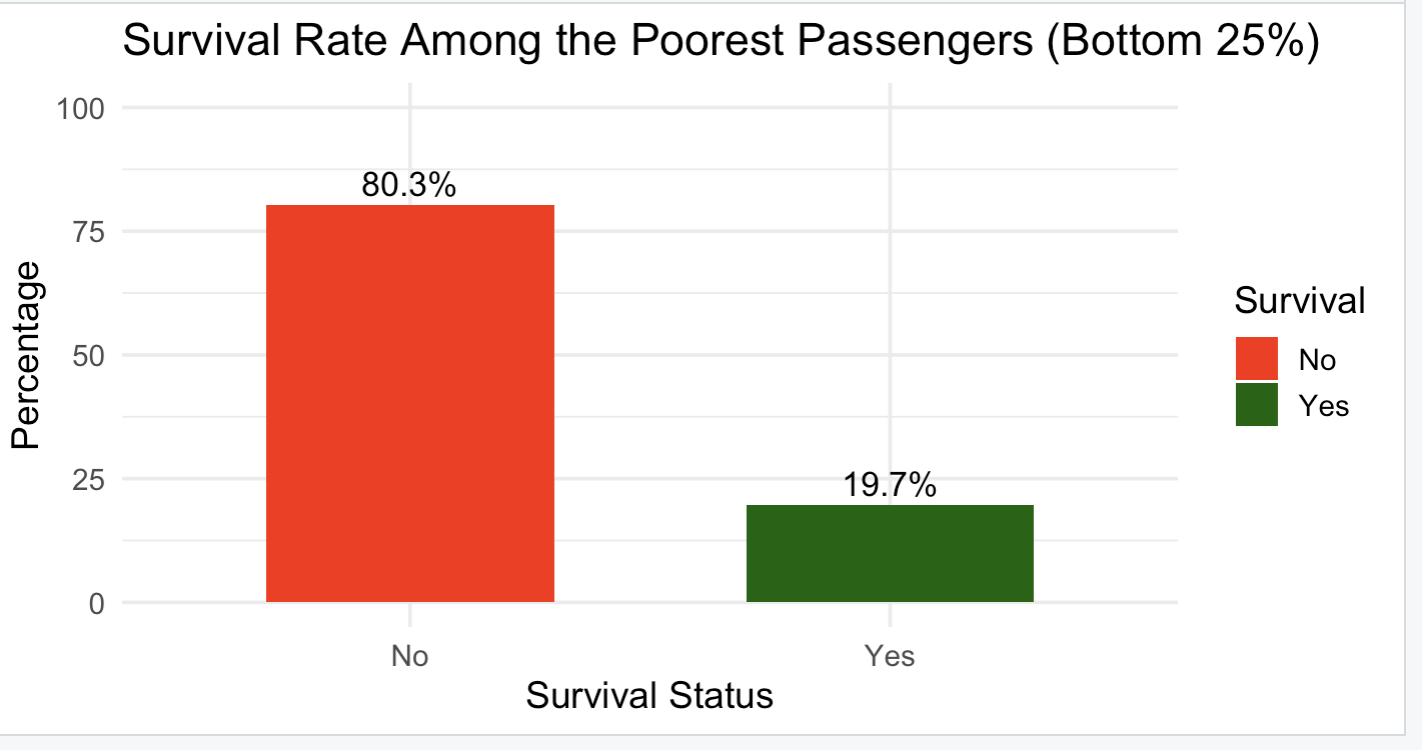 Survival Rate Among the Poorest Passengers (Bottom 25%)
100
75
50
25
0
Percentage
80.3%
19.7%
No
Yes
Survival Status
Survival
No
Yes